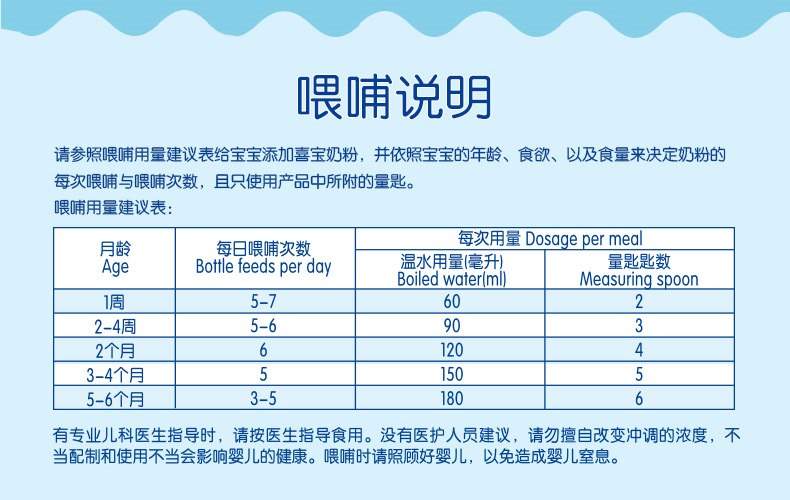 喂哺说明
请参照喂哺用量建议表给宝宝添加喜宝奶粉，并依照宝宝的年龄、食欲、以及食量来决定奶粉的
每次喂哺与喂哺次数，且只使用产品中所附的量匙。
喂哺用量建议表：
月龄 每日喂哺次数 每次用量 Dosage per meal
Age Bottle feeds per day 温水用量(毫升) 量匙匙数
Boiled water(ml) Measuring spoon
1周 5-7 60 2
2-4周 5-6 90 3
2个月 6 120 4
3-4个月 5 150 5
5-6个月 3-5 180 6
有专业儿科医生指导时，请按医生指导食用。没有医护人员建议，请勿擅自改变冲调的浓度，不
当配制和使用不当会影响婴儿的健康。喂哺时请照顾好婴儿，以免造成婴儿窒息。